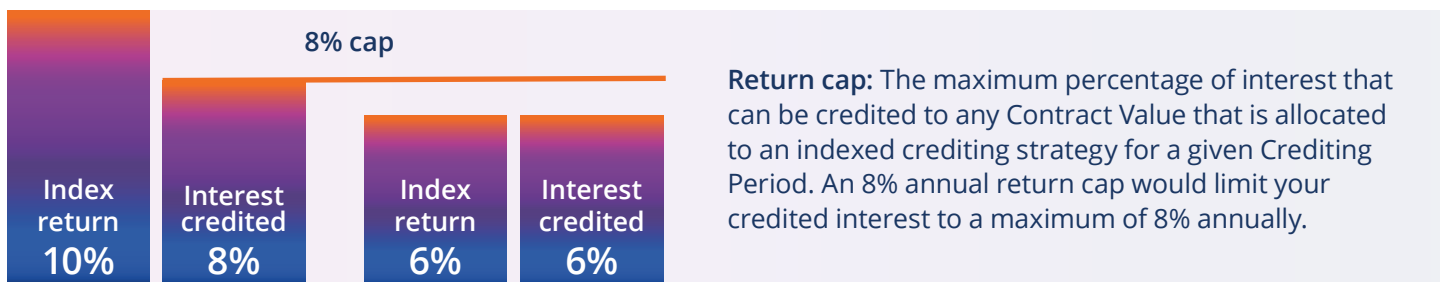 8% cap
Index
return
10%
Interest
credited
8%
Index
return
6%
Interest
credited
6%
Return cap: The maximum percentage of interest that
can be credited to any Contract Value that is allocated
to an indexed crediting strategy for a given Crediting
Period. An 8% annual return cap would limit your
credited interest to a maximum of 8% annually.